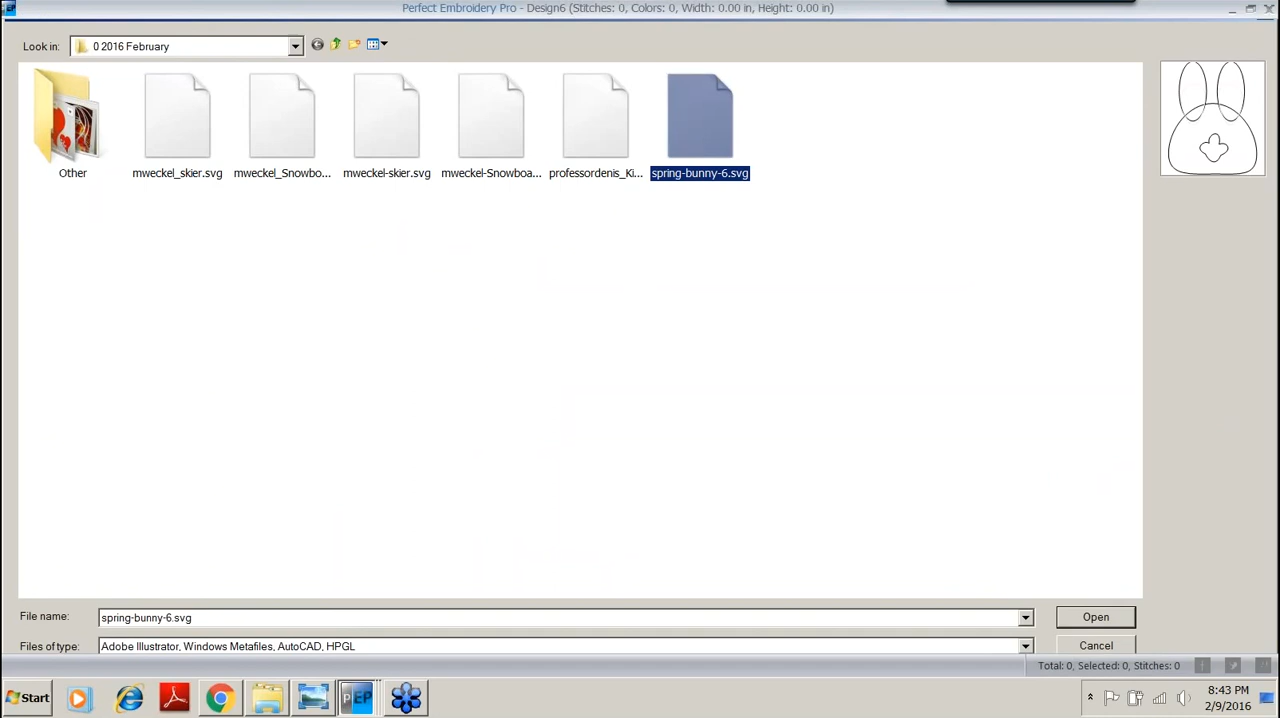 Perfect Embroidery Pro - Design6 (Stitches: 0, Colors: 0, Width: 0.00 in, Height: 0.00 in)
Look in: 0 2016 February
Other
mweckel_skier.svg
mweckel_Snowbo...
mweckel-skier.svg
mweckel-Snowboa...
professordenis_Ki...
spring-bunny-6.svg
File name: spring-bunny-6.svg Open
Files of type: Adobe Illustrator, Windows Metafiles, AutoCAD, HPGL Cancel
Total: 0, Selected: 0, Stitches: 0
Start
pEP
8:43 PM
2/9/2016